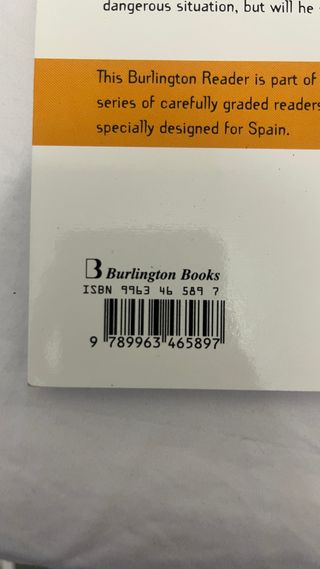 dangerous situation, but will he
This Burlington Reader is part of
series of carefully graded readers
specially designed for Spain.
B Burlington Books
ISBN 9963 46 589 7
9 789963 465897